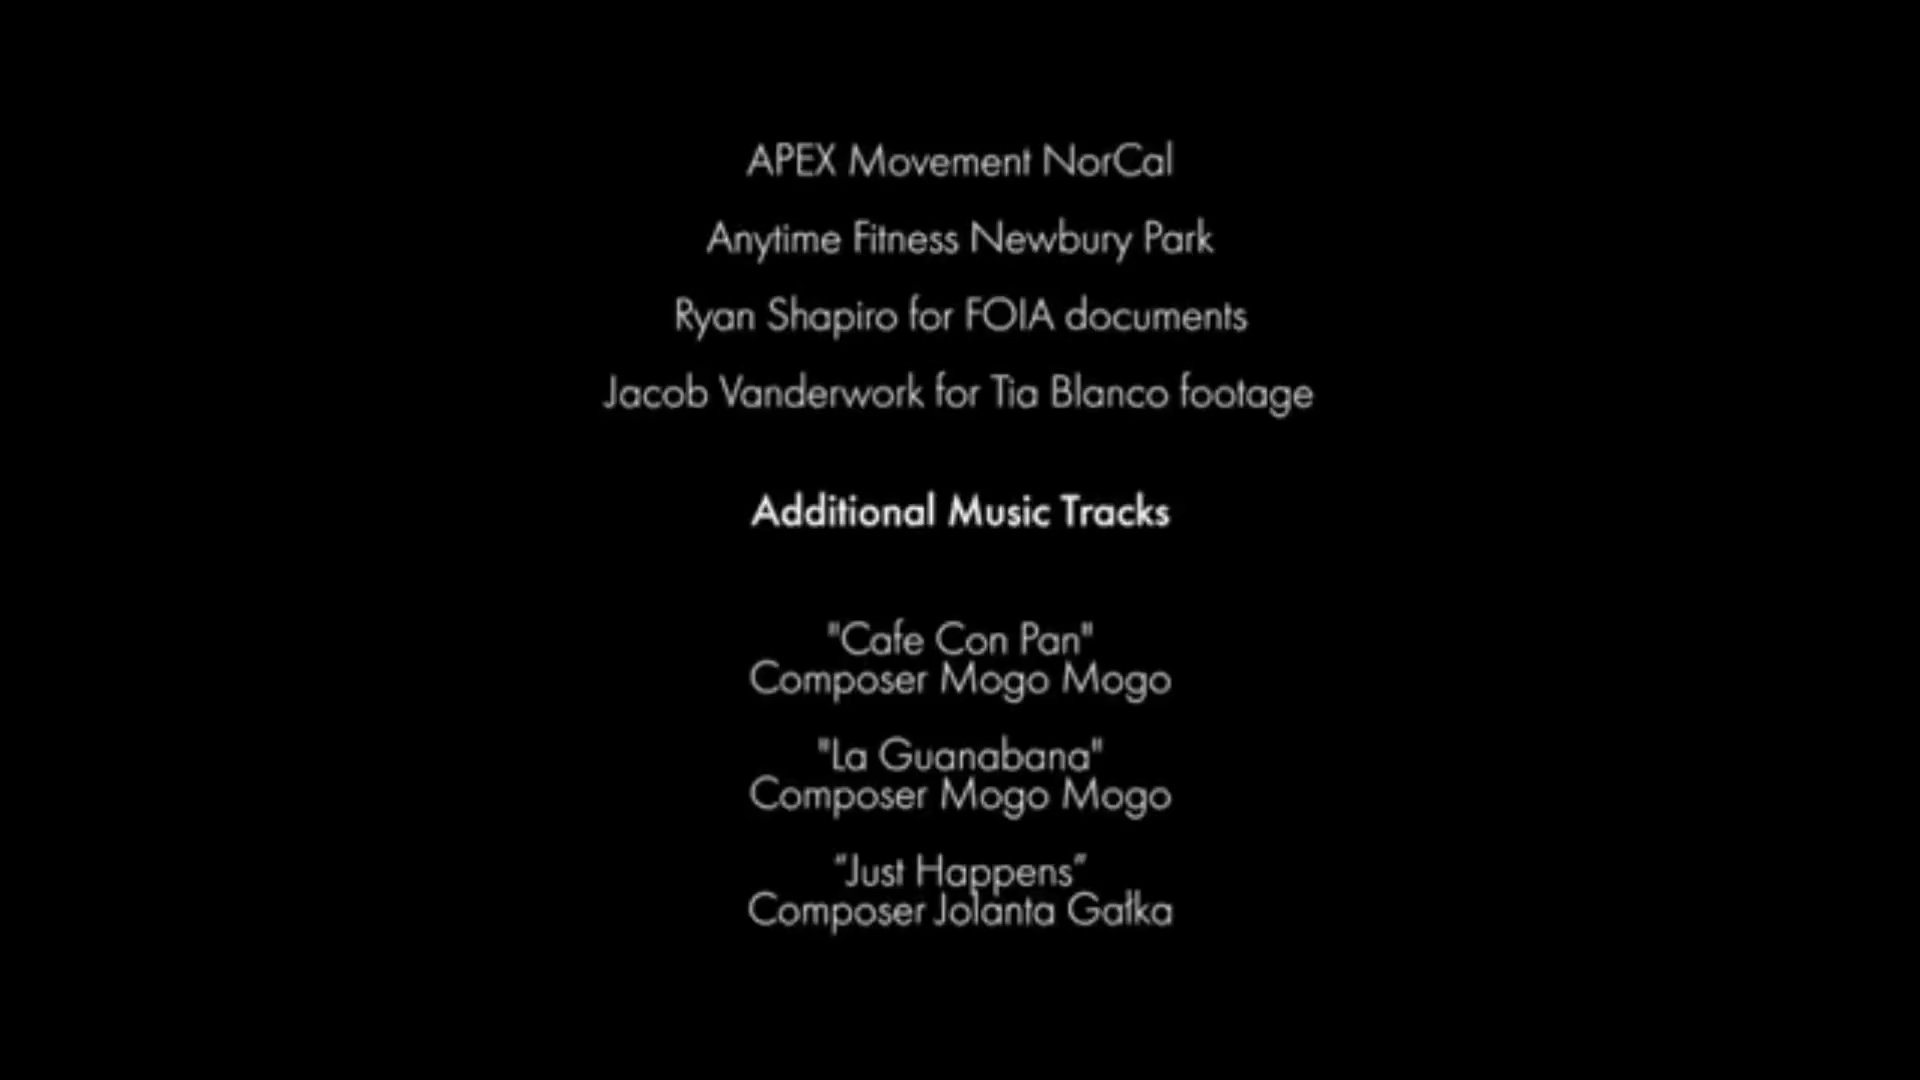 APEX Movement NorCal
Anytime Fitness Newbury Park
Ryan Shapiro for FOIA documents
Jacob Vanderwork for Tia Blanco footage
Additional Music Tracks
"Cafe Con Pan"
Composer Mogo Mogo
"La Guanabana"
Composer Mogo Mogo
“Just Happens”
Composer Jolanta Gałka